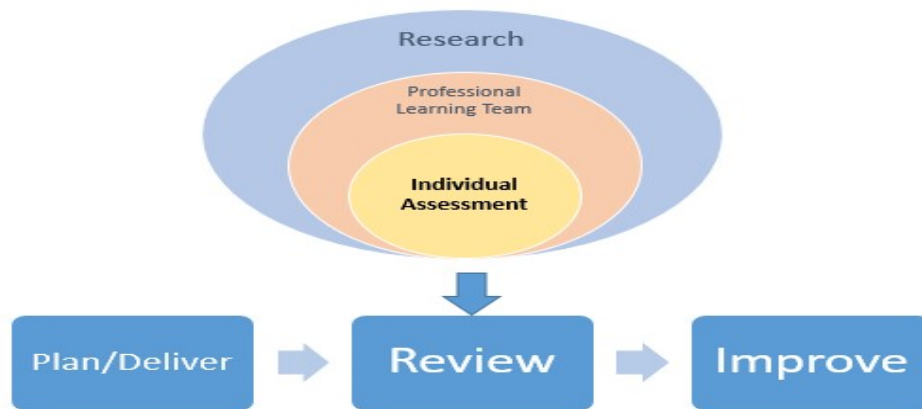 Research
Professional
Learning Team
Individual
Assessment
Plan/Deliver
Review
Improve